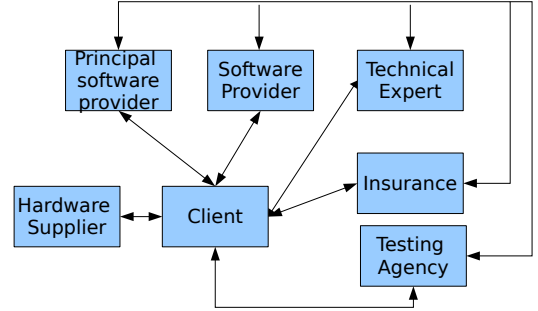 Principal
software
provider
Software
Provider
Technical
Expert
Hardware
Supplier
Client
Insurance
Testing
Agency